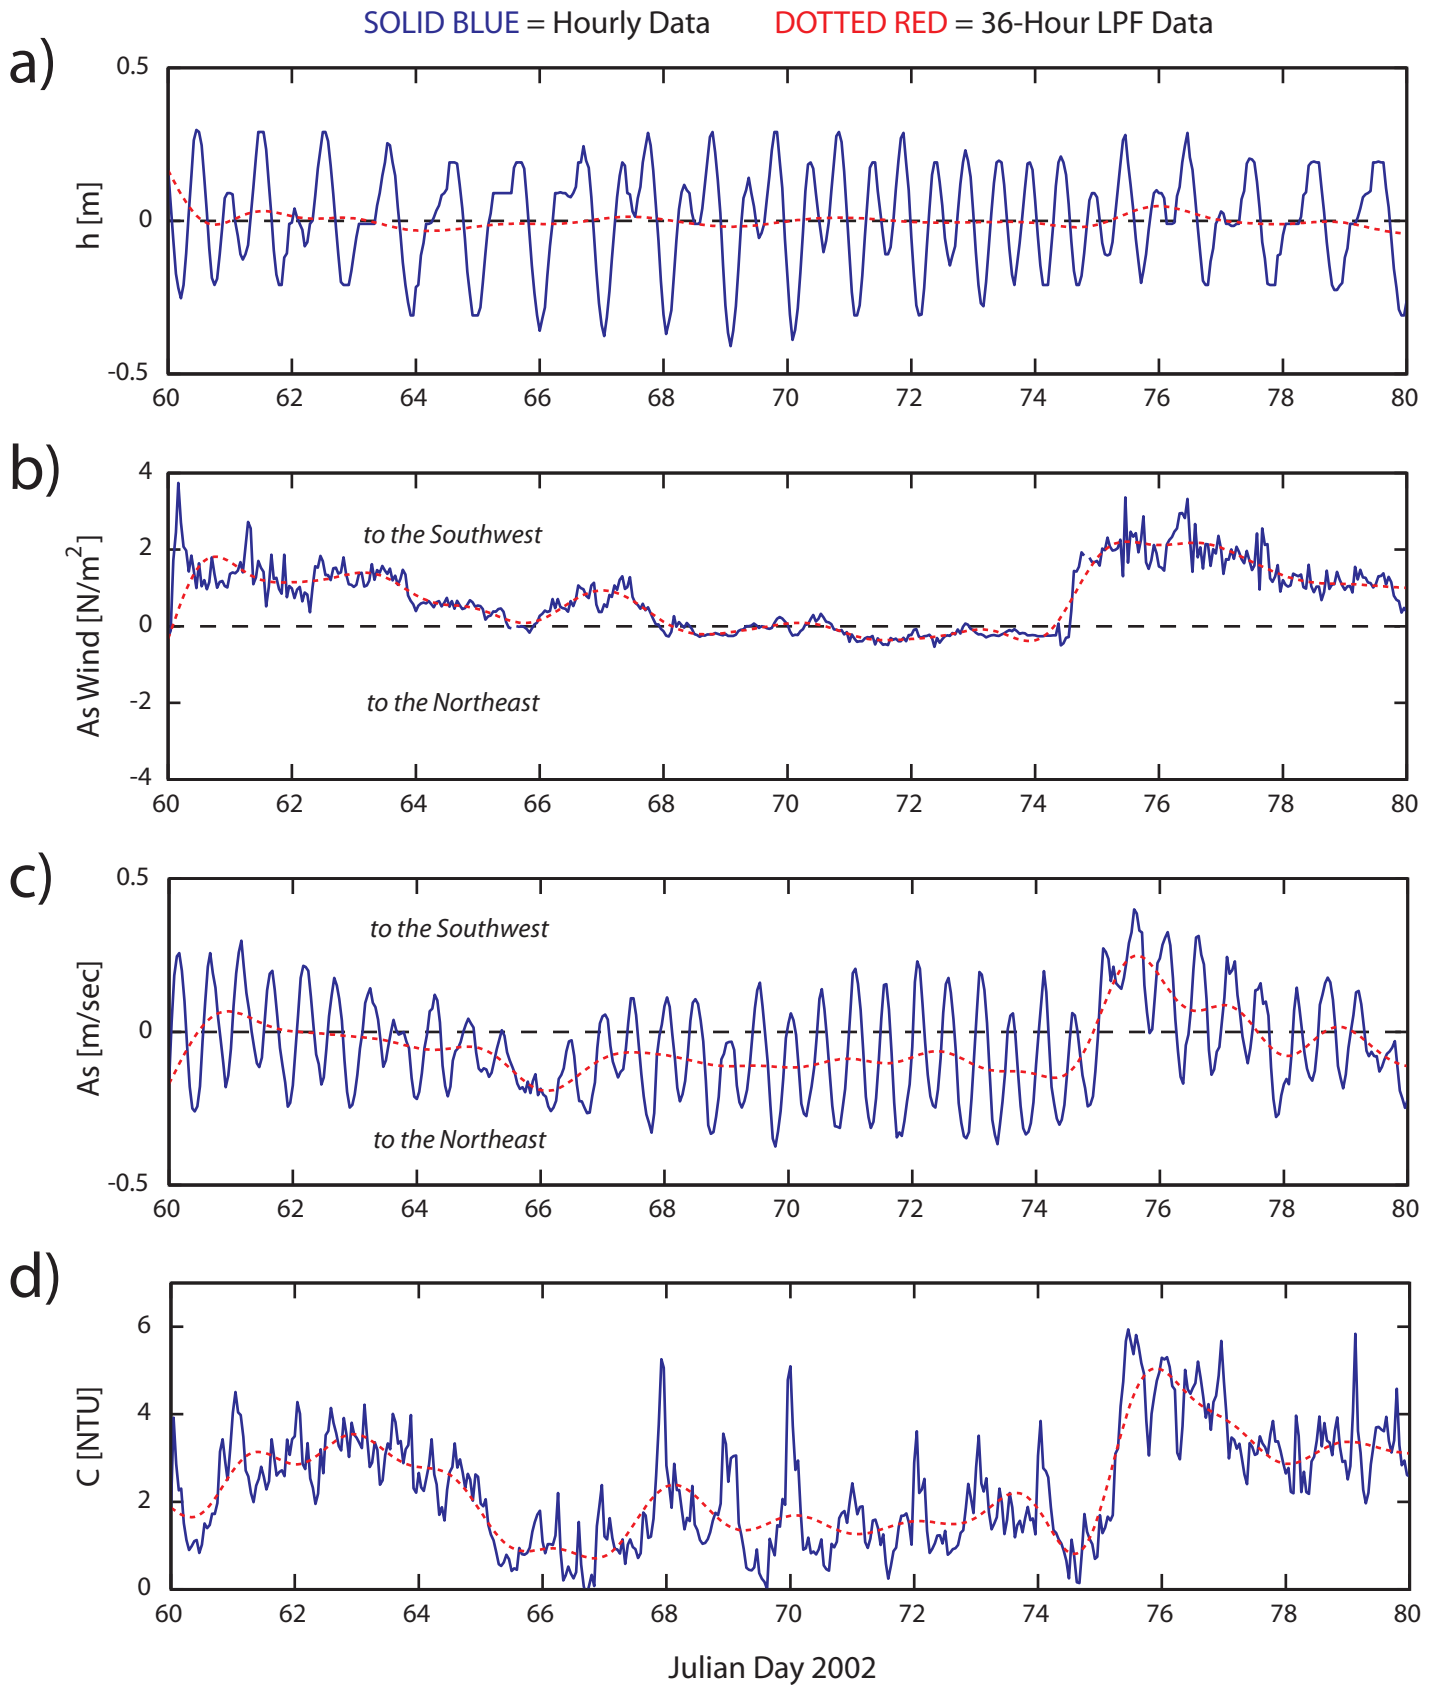 SOLID BLUE = Hourly Data DOTTED RED = 36-Hour LPF Data
a)
0.5
0
-0.5
h [m]
60 62 64 66 68 70 72 74 76 78 80
b)
4
2
0
-2
-4
As Wind [N/m²]
to the Southwest
to the Northeast
60 62 64 66 68 70 72 74 76 78 80
c)
0.5
0
-0.5
As [m/sec]
to the Southwest
to the Northeast
60 62 64 66 68 70 72 74 76 78 80
d)
6
4
2
0
C [NTU]
60 62 64 66 68 70 72 74 76 78 80
Julian Day 2002